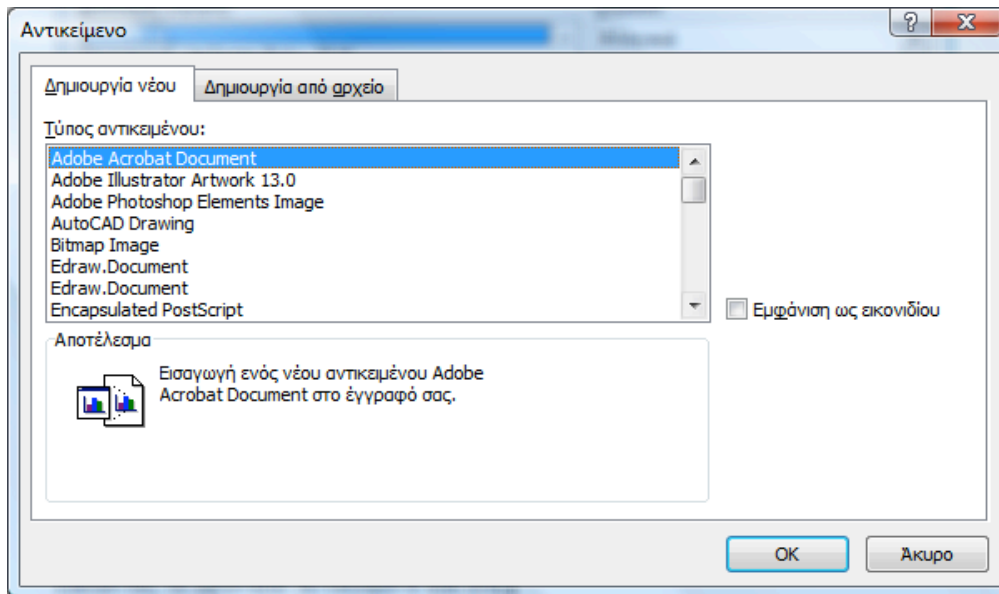 Αντικείμενο
Δημιουργία νέου
Δημιουργία από αρχείο
Τύπος αντικειμένου:
Adobe Acrobat Document
Adobe Illustrator Artwork 13.0
Adobe Photoshop Elements Image
AutoCAD Drawing
Bitmap Image
Edraw.Document
Edraw.Document
Encapsulated PostScript
Εμφάνιση ως εικονιδίου
Αποτέλεσμα
Εισαγωγή ενός νέου αντικειμένου Adobe
Acrobat Document στο έγγραφό σας.
OK
Άκυρο